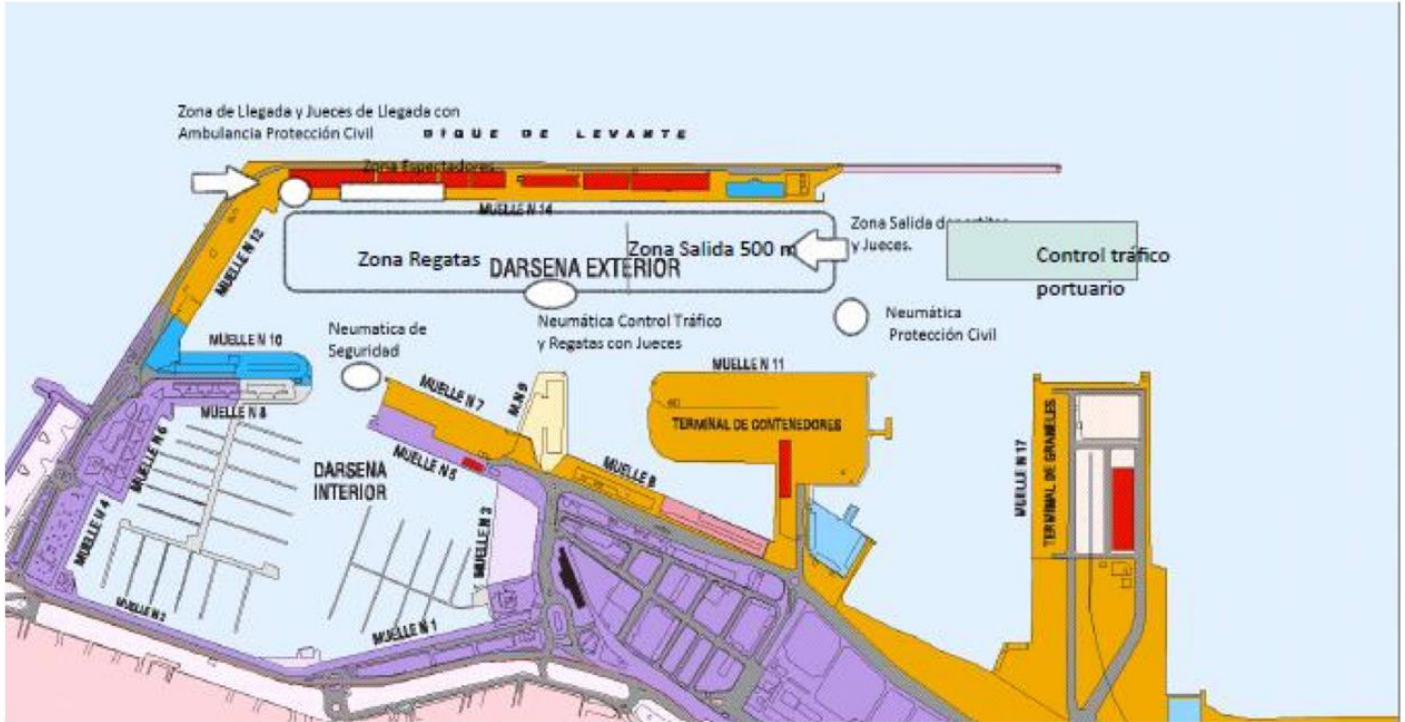 Zona de Llegada y Jueces de Llegada con
Ambulancia Protección Civil
DIQUE DE LEVANTE
Zona Espectadores
MUELLE N 14
MUELLE N 12
Zona Regatas
Zona Salida 500 m
DARSENA EXTERIOR
Zona Salida
y Jueces.
Control tráfico
portuario
Neumatica de
Seguridad
Neumática Control Tráfico
y Regatas con Jueces
Neumática
Protección Civil
MUELLE N 10
MUELLE N 8
MUELLE N 6
MUELLE N 4
MUELLE N 2
MUELLE N 1
MUELLE N 3
MUELLE N 5
MUELLE N 7
M.N 9
DARSENA
INTERIOR
MUELLE
MUELLE N 11
TERMINAL DE CONTENEDORES
MUELLE N 17
TERMINAL DE GRANELES